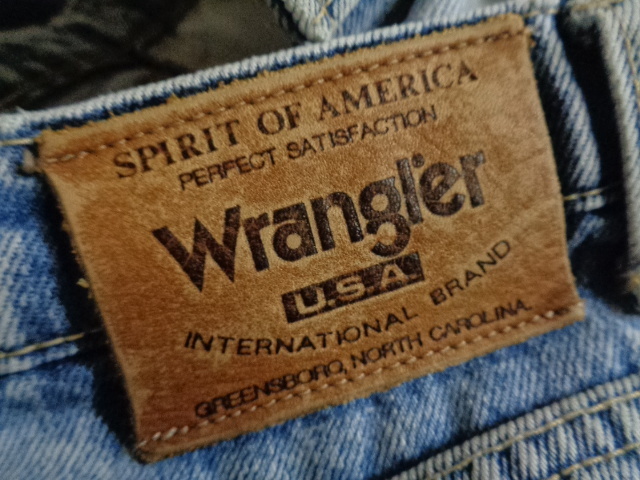 SPIRIT OF AMERICA
PERFECT SATISFACTION
Wrangler
U.S.A
INTERNATIONAL BRAND
GREENSBORO, NORTH CAROLINA.